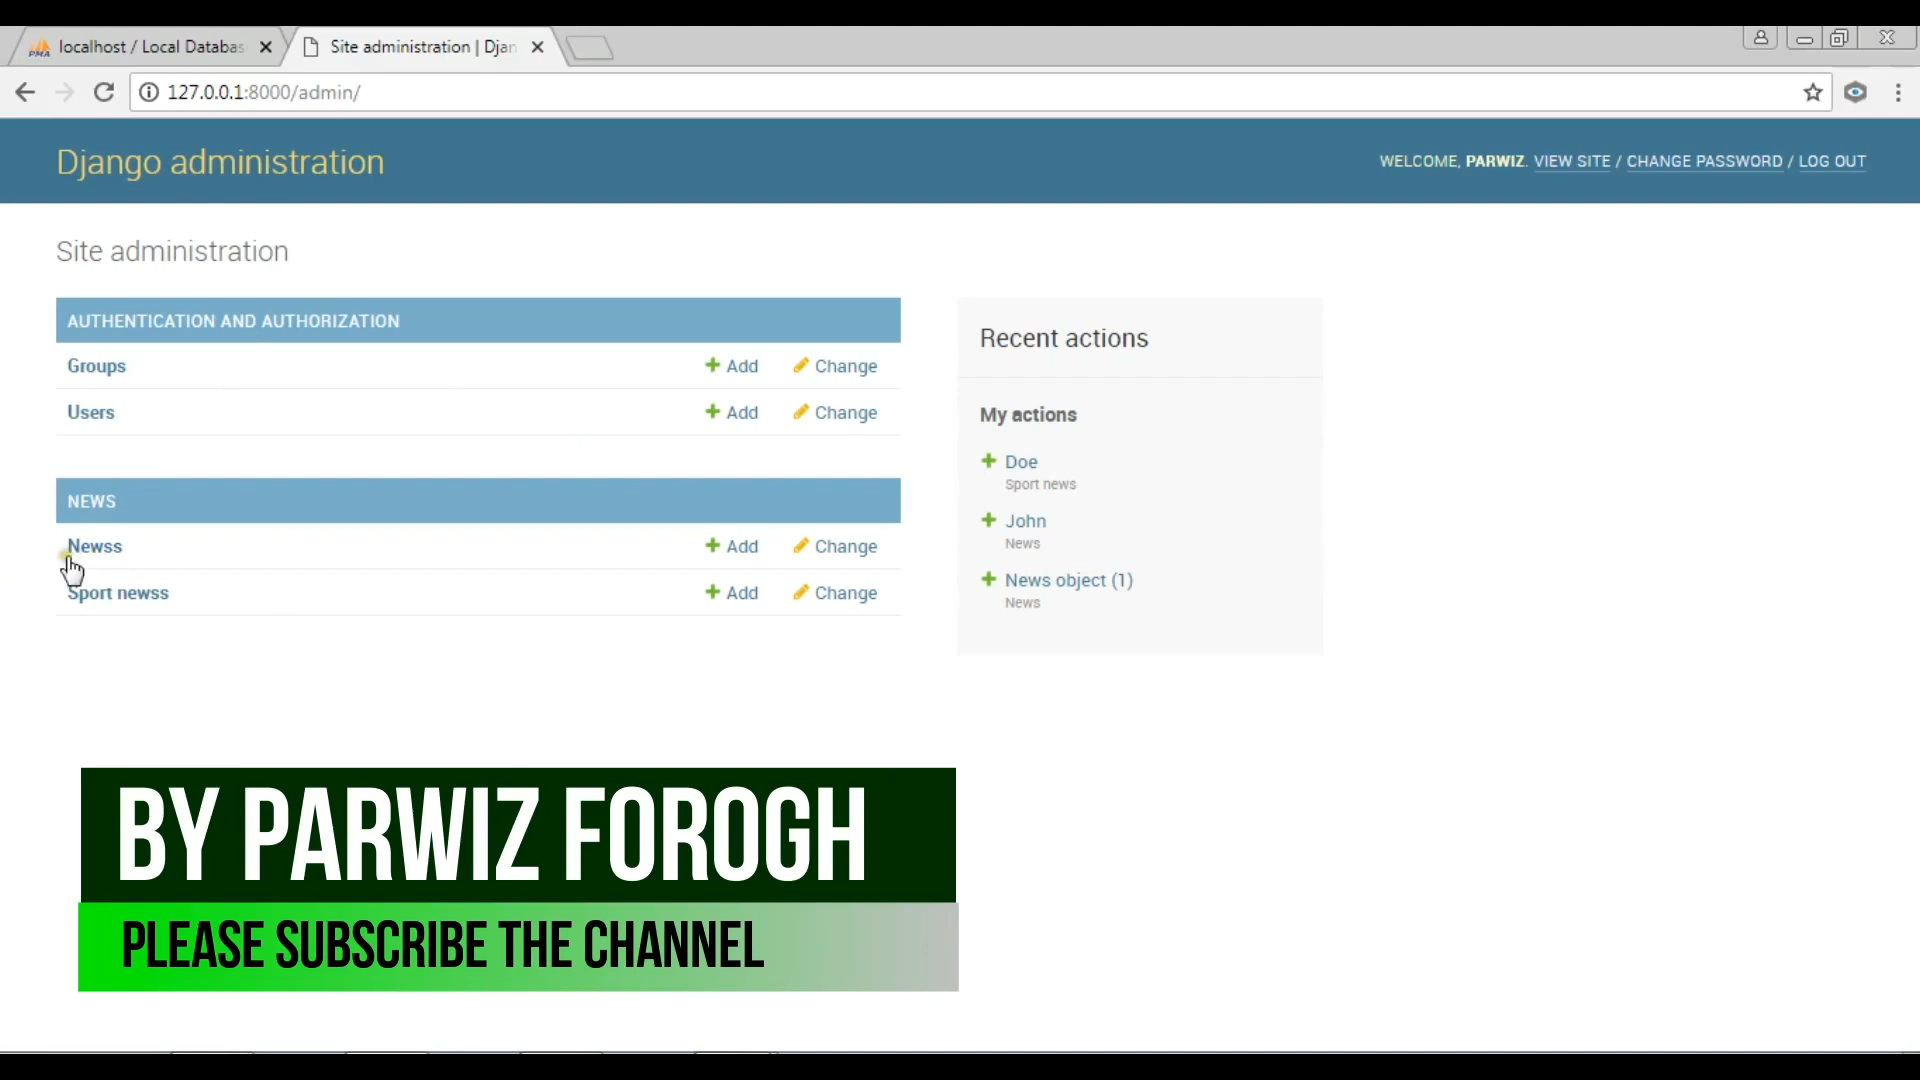 PMA localhost / Local Databas
Site administration | Djan
127.0.0.1:8000/admin/
Django administration
WELCOME, PARWIZ. VIEW SITE / CHANGE PASSWORD / LOG OUT
Site administration
AUTHENTICATION AND AUTHORIZATION
Groups Add Change
Users Add Change
NEWS
Newss Add Change
Sport newss Add Change
Recent actions
My actions
Doe
Sport news
John
News
News object (1)
News
BY PARWIZ FOROGH
PLEASE SUBSCRIBE THE CHANNEL